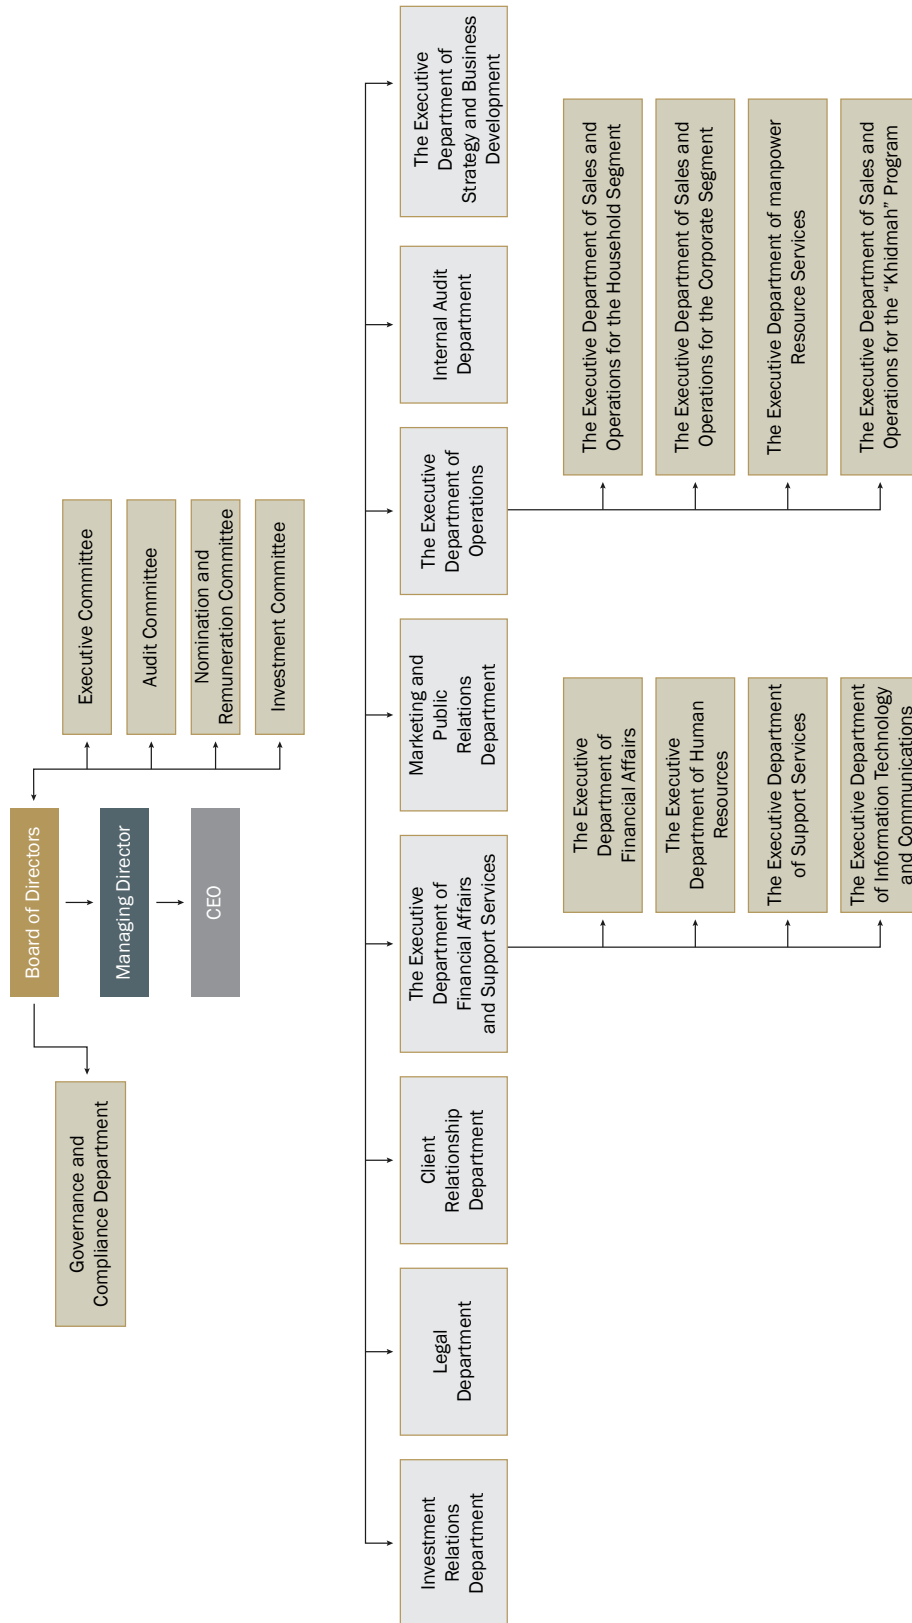 Board of Directors
Managing Director
CEO
Governance and
Compliance Department
Executive Committee
Audit Committee
Nomination and
Remuneration Committee
Investment Committee
Investment
Relations
Department
Legal
Department
Client
Relationship
Department
The Executive
Department of
Financial Affairs
and Support Services
Marketing and
Public
Relations
Department
The Executive
Department of
Operations
Internal Audit
Department
The Executive
Department of
Strategy and Business
Development
The Executive
Department of
Financial Affairs
The Executive
Department of Human
Resources
The Executive Department
of Support Services
The Executive Department
of Information Technology
and Communications
The Executive Department of Sales and
Operations for the Household Segment
The Executive Department of Sales and
Operations for the Corporate Segment
The Executive Department of manpower
Resource Services
The Executive Department of Sales and
Operations for the “Khidmah” Program